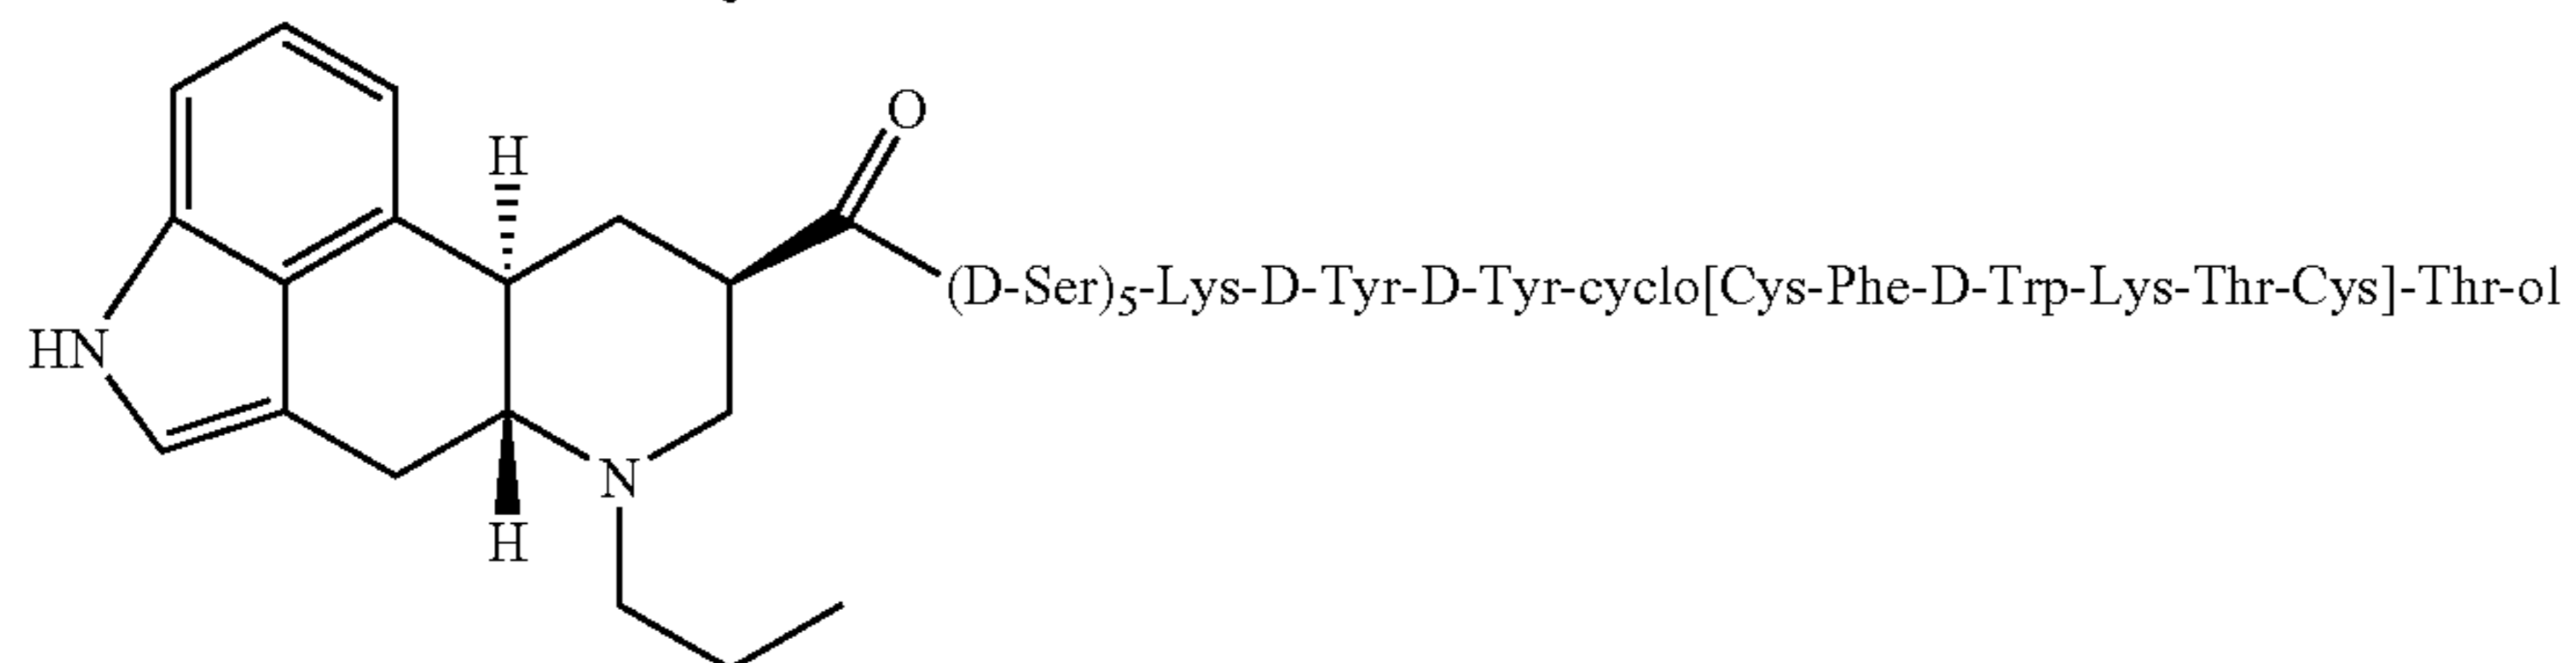 O
H
(D-Ser)5-Lys-D-Tyr-D-Tyr-cyclo[Cys-Phe-D-Trp-Lys-Thr-Cys]-Thr-ol
HN
N
H